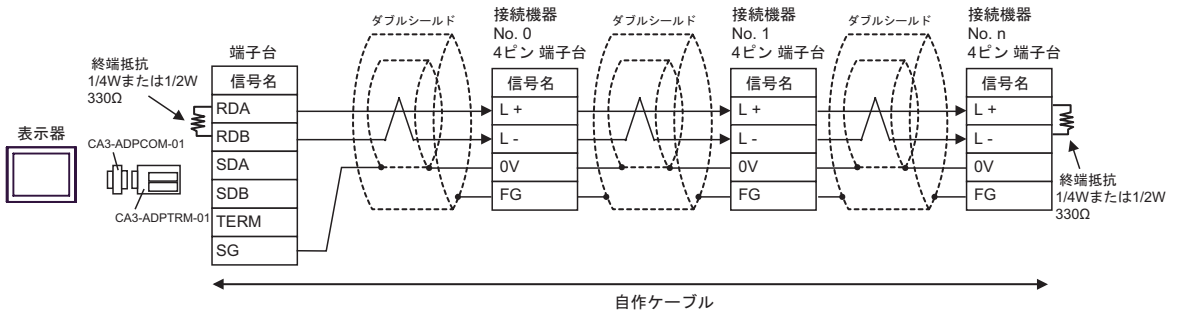 表示器
終端抵抗
1/4Wまたは1/2W
330Ω
CA3-ADPCOM-01
CA3-ADPTRM-01
端子台
信号名
RDA
RDB
SDA
SDB
TERM
SG
ダブルシールド
接続機器
No. 0
4ピン 端子台
信号名
L +
L -
0V
FG
ダブルシールド
接続機器
No. 1
4ピン 端子台
信号名
L +
L -
0V
FG
ダブルシールド
接続機器
No. n
4ピン 端子台
信号名
L +
L -
0V
FG
終端抵抗
1/4Wまたは1/2W
330Ω
自作ケーブル